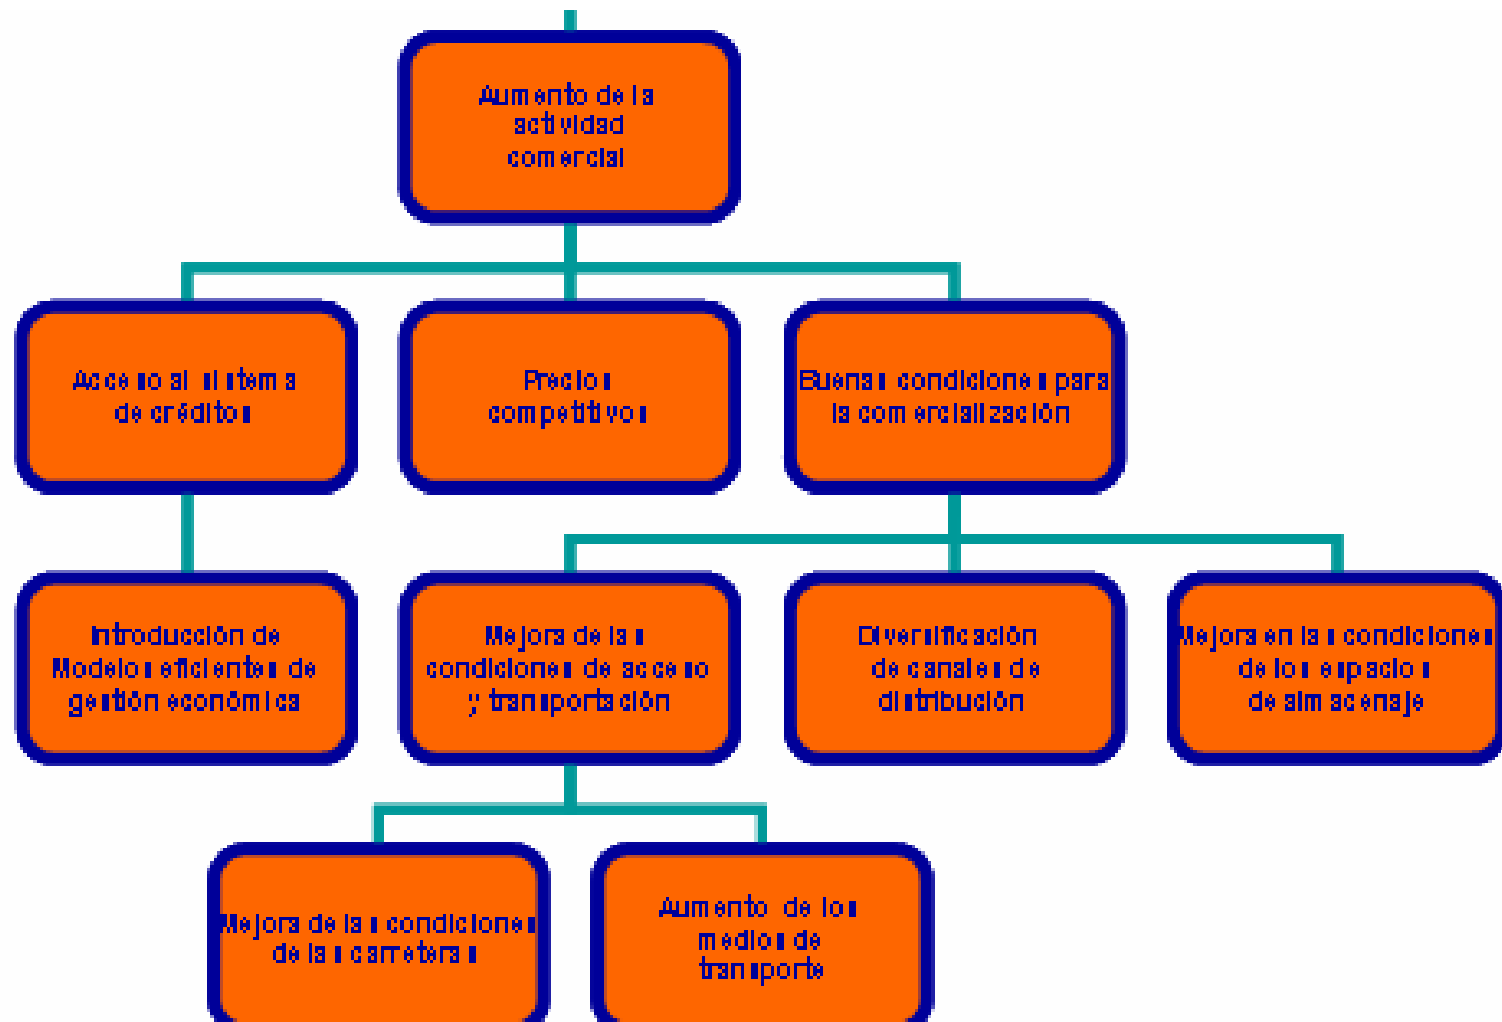 Aumento de la
actividad
comercial
Acceso al sistema
de créditos
Precios
competitivos
Buenas condiciones para
la comercialización
Introducción de
Modelos eficientes de
gestión económica
Mejora de las
condiciones de acceso
y transportación
Diversificación
de canales de
distribución
Mejora en las condiciones
de los espacios
de almacenaje
Mejora de las condiciones
de las carreteras
Aumento de los
medios de
transporte